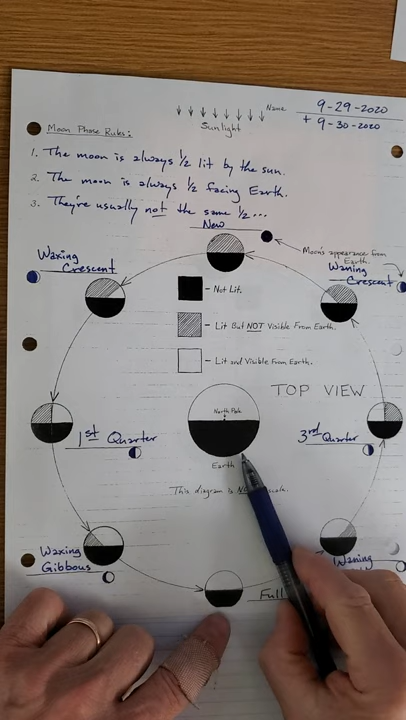 Name
9-29-2020
+ 9-30-2020
Moon Phase Rules:
Sunlight
1. The moon is always 1/2 lit by the sun.
2. The moon is always 1/2 facing Earth.
3. They're usually not the same 1/2...
New
Moon's appearance from
Earth.
Waxing
Crescent
Waning
Crescent
- Not Lit.
- Lit But NOT Visible From Earth.
- Lit and Visible From Earth.
TOP VIEW
North Pole
1st Quarter
3rd Quarter
Earth
This diagram is scale.
Waxing
Gibbous
Waning
Full